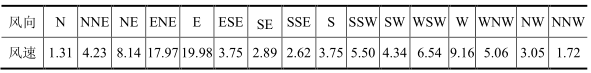 风向 N NNE NE ENE E ESE SE SSE S SSW SW WSW W WNW NW NNW
风速 1.31 4.23 8.14 17.97 19.98 3.75 2.89 2.62 3.75 5.50 4.34 6.54 9.16 5.06 3.05 1.72